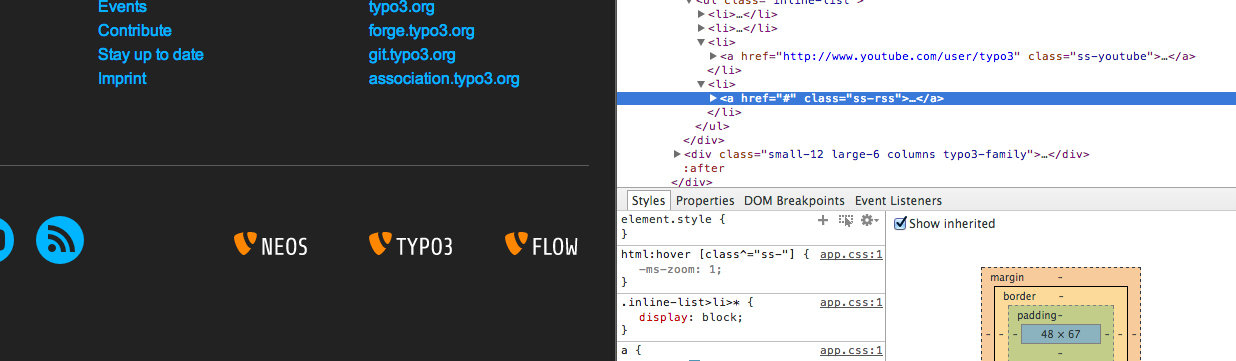 Events
Contribute
Stay up to date
Imprint
typo3.org
forge.typo3.org
git.typo3.org
association.typo3.org
NEOS
TYPO3
FLOW
▼<ul class="inline-list">
▶<li>…</li>
▶<li>…</li>
▼<li>
▶<a href="http://www.youtube.com/user/typo3" class="ss-youtube">…</a>
</li>
▼<li>
▶<a href="#" class="ss-rss">…</a>
</li>
</ul>
</div>
▶<div class="small-12 large-6 columns typo3-family">…</div>
:after
</div>
Styles Properties DOM Breakpoints Event Listeners
element.style {
}
html:hover [class^="ss-"] { app.css:1
-ms-zoom: 1;
}
.inline-list>li>* { app.css:1
display: block;
}
a { app.css:1
Show inherited
margin -
border -
padding-
- - - 48 × 67 - - -
-